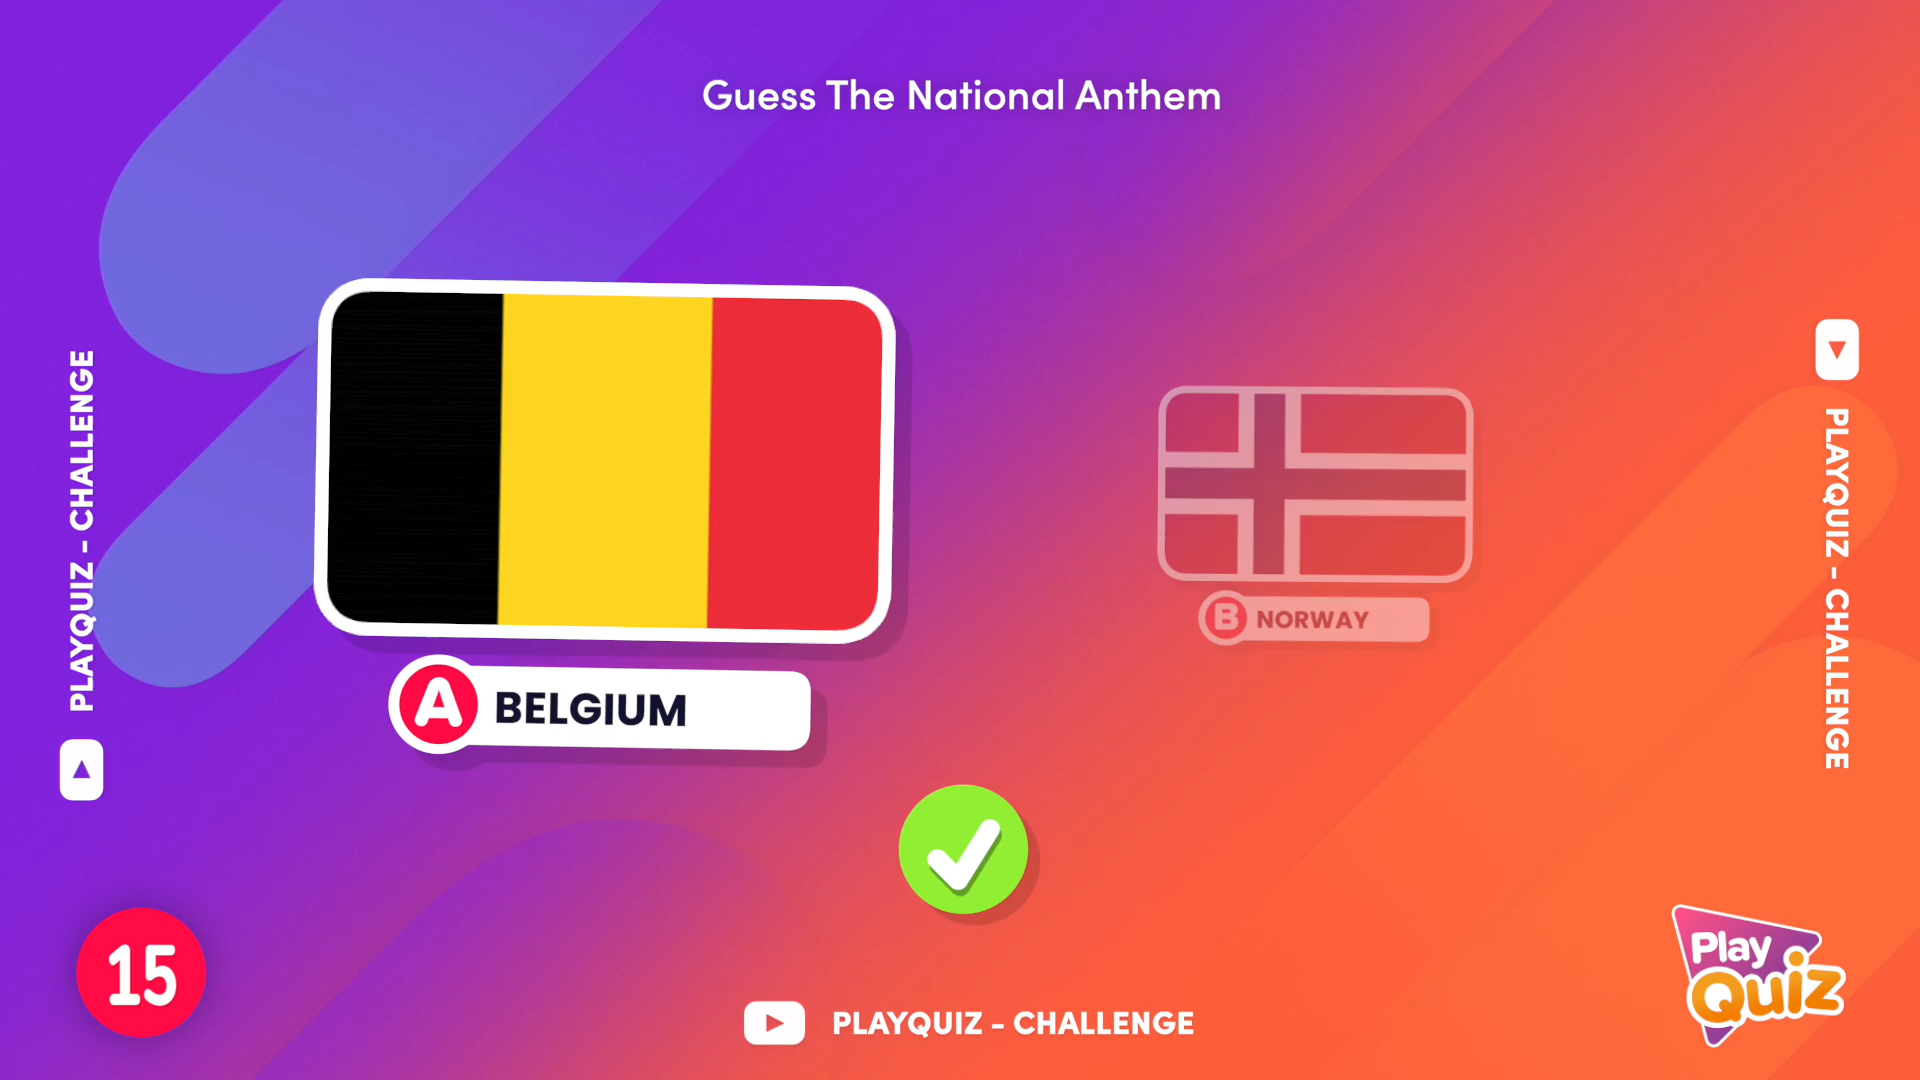 Guess The National Anthem
PLAYQUIZ - CHALLENGE
A BELGIUM
B NORWAY
PLAYQUIZ - CHALLENGE
15
PLAYQUIZ - CHALLENGE
Play
Quiz